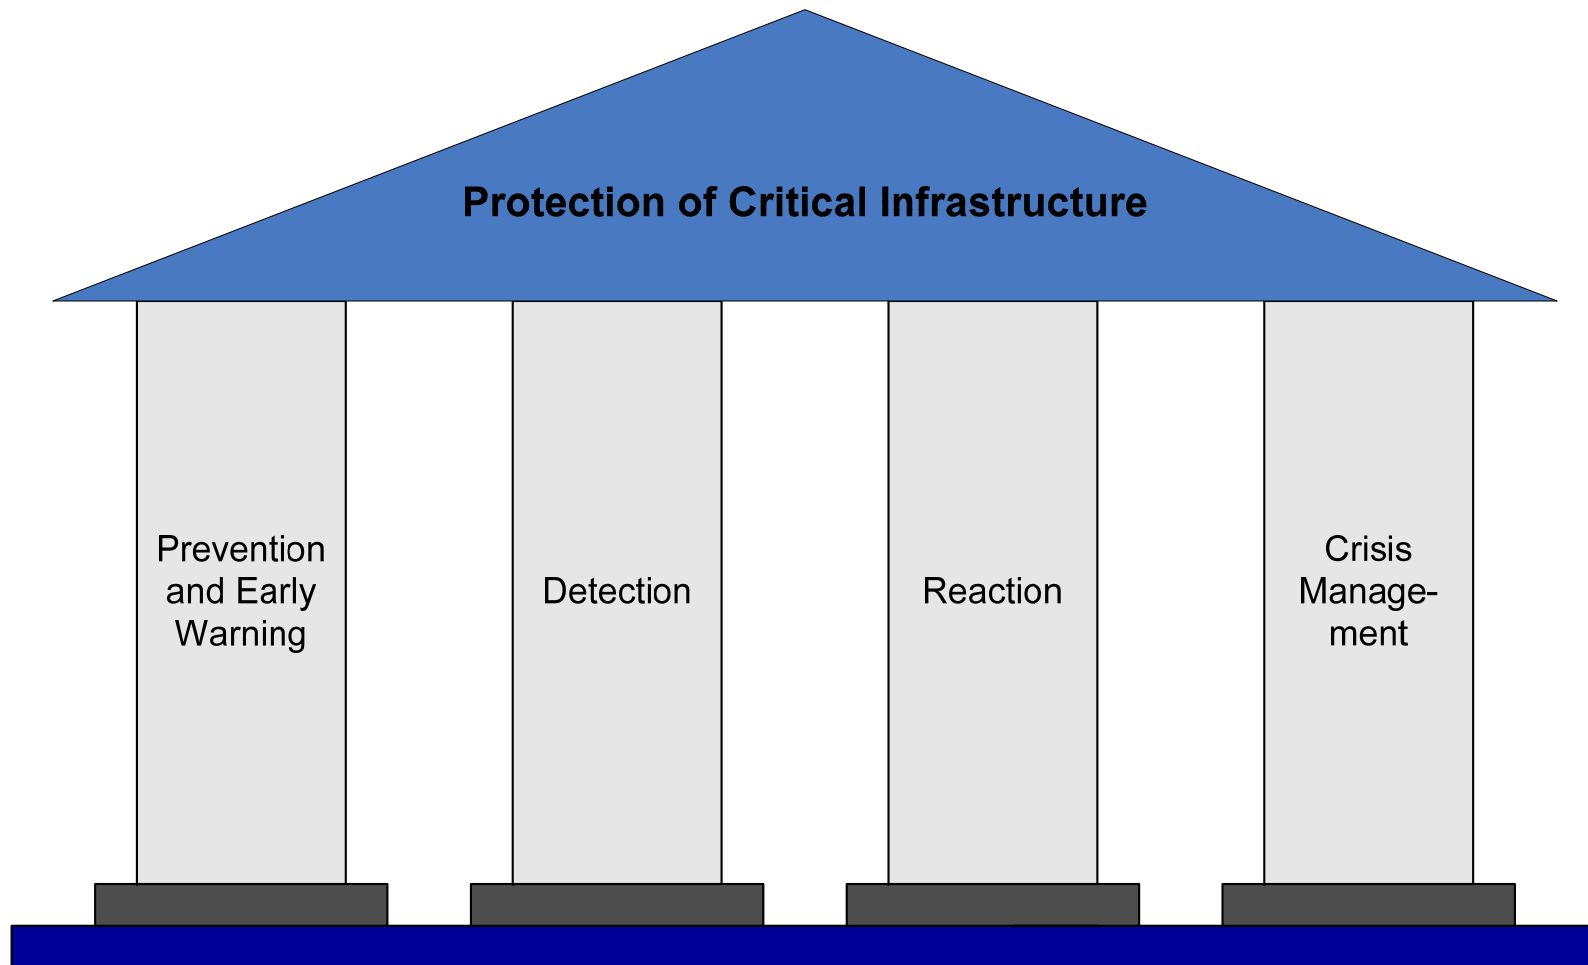 Protection of Critical Infrastructure
Prevention
and Early
Warning
Detection
Reaction
Crisis
Manage-
ment